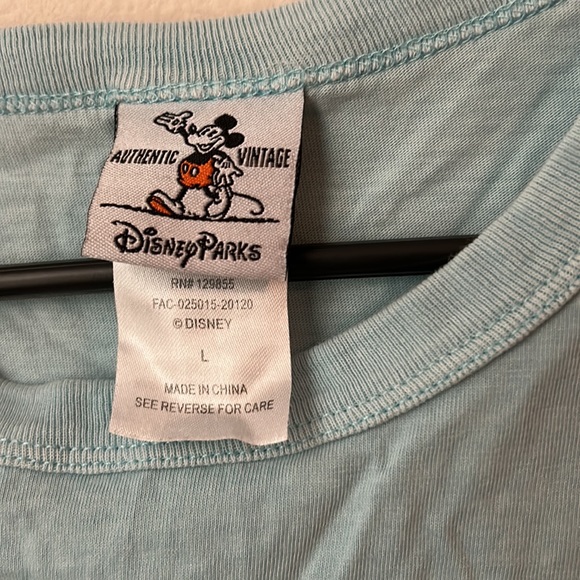 AUTHENTIC VINTAGE
DISNEYPARKS
RN# 129855
FAC-025015-20120
© DISNEY
L
MADE IN CHINA
SEE REVERSE FOR CARE